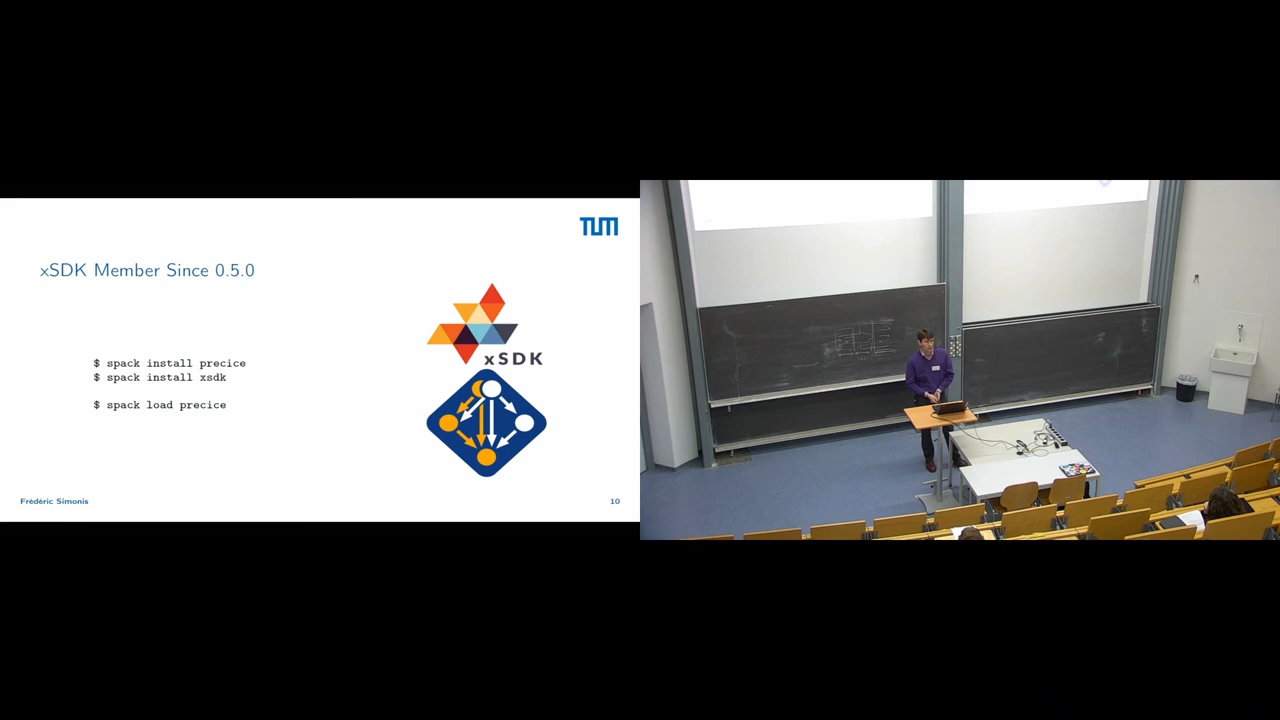 TUM
xSDK Member Since 0.5.0
xSDK
$ spack install precice
$ spack install xsdk
$ spack load precice
Frédéric Simonis
10